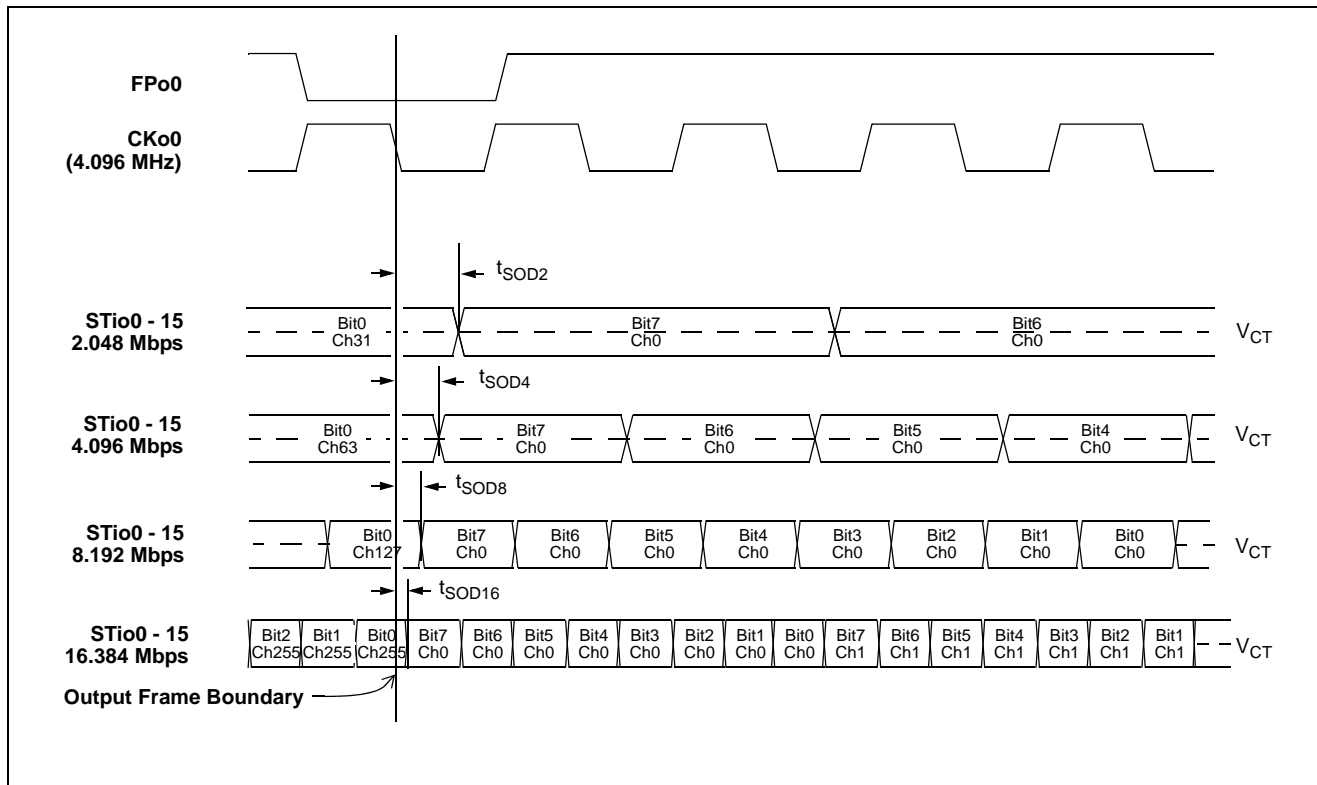 FPo0
CKo0
(4.096 MHz)
tSOD2
STio0 - 15
2.048 Mbps
Bit0
Ch31
Bit7
Ch0
Bit6
Ch0
VCT
tSOD4
STio0 - 15
4.096 Mbps
Bit0
Ch63
Bit7
Ch0
Bit6
Ch0
Bit5
Ch0
Bit4
Ch0
VCT
tSOD8
STio0 - 15
8.192 Mbps
Bit0
Ch127
Bit7
Ch0
Bit6
Ch0
Bit5
Ch0
Bit4
Ch0
Bit3
Ch0
Bit2
Ch0
Bit1
Ch0
Bit0
Ch0
VCT
tSOD16
STio0 - 15
16.384 Mbps
Bit2
Ch255
Bit1
Ch255
Bit0
Ch255
Bit7
Ch0
Bit6
Ch0
Bit5
Ch0
Bit4
Ch0
Bit3
Ch0
Bit2
Ch0
Bit1
Ch0
Bit0
Ch0
Bit7
Ch1
Bit6
Ch1
Bit5
Ch1
Bit4
Ch1
Bit3
Ch1
Bit2
Ch1
Bit1
Ch1
VCT
Output Frame Boundary